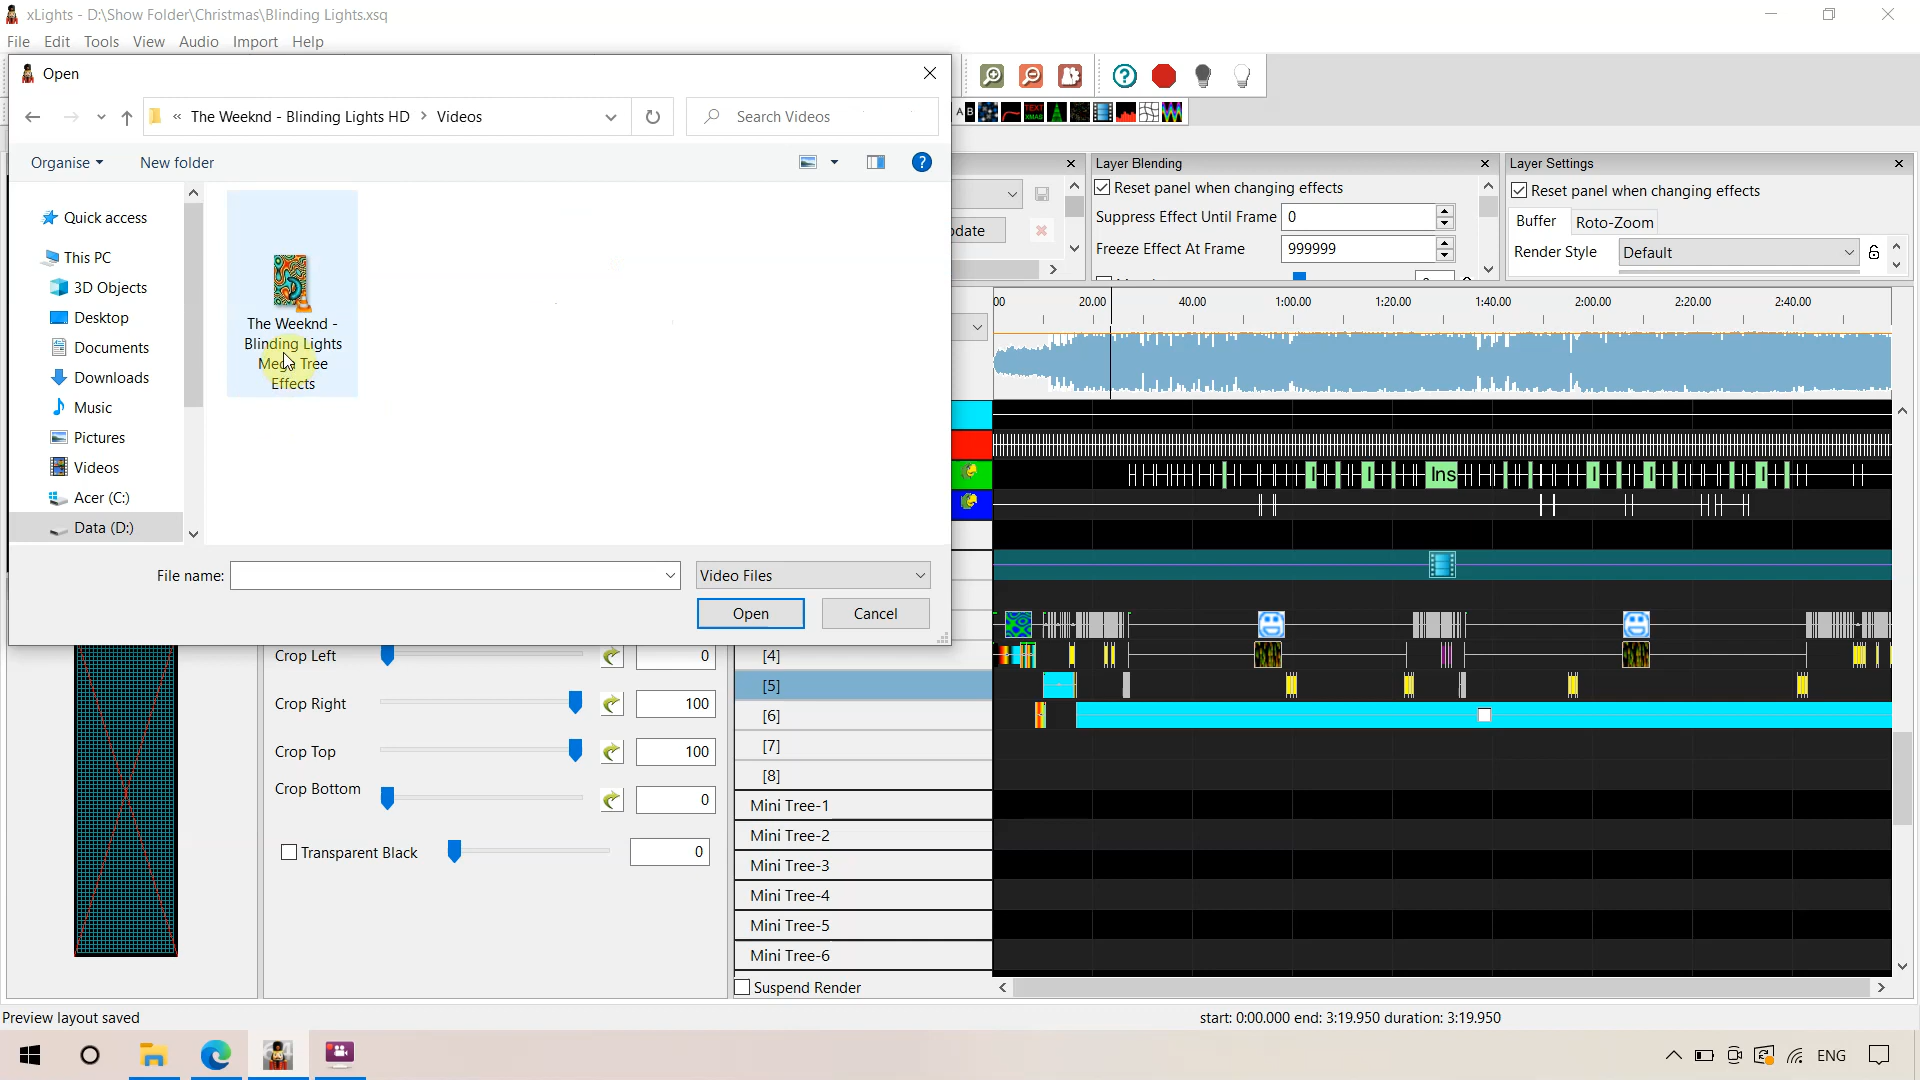 xLights - D:\Show Folder\Christmas\Blinding Lights.xsq
File Edit Tools View Audio Import Help
Open
« The Weeknd - Blinding Lights HD > Videos
Search Videos
Organise
New folder
Quick access
This PC
3D Objects
Desktop
Documents
Downloads
Music
Pictures
Videos
Acer (C:)
Data (D:)
The Weeknd -
Blinding Lights
Mega Tree
Effects
File name:
Video Files
Open
Cancel
Layer Blending
Reset panel when changing effects
Suppress Effect Until Frame 0
Freeze Effect At Frame 999999
Layer Settings
Reset panel when changing effects
Buffer Roto-Zoom
Render Style Default
date
A B
TEXT
XMAS
00 20.00 40.00 1:00.00 1:20.00 1:40.00 2:00.00 2:20.00 2:40.00
I I Ins I I I
Crop Left 0
Crop Right 100
Crop Top 100
Crop Bottom 0
Transparent Black 0
[4]
[5]
[6]
[7]
[8]
Mini Tree-1
Mini Tree-2
Mini Tree-3
Mini Tree-4
Mini Tree-5
Mini Tree-6
Suspend Render
Preview layout saved
start: 0:00.000 end: 3:19.950 duration: 3:19.950
ENG